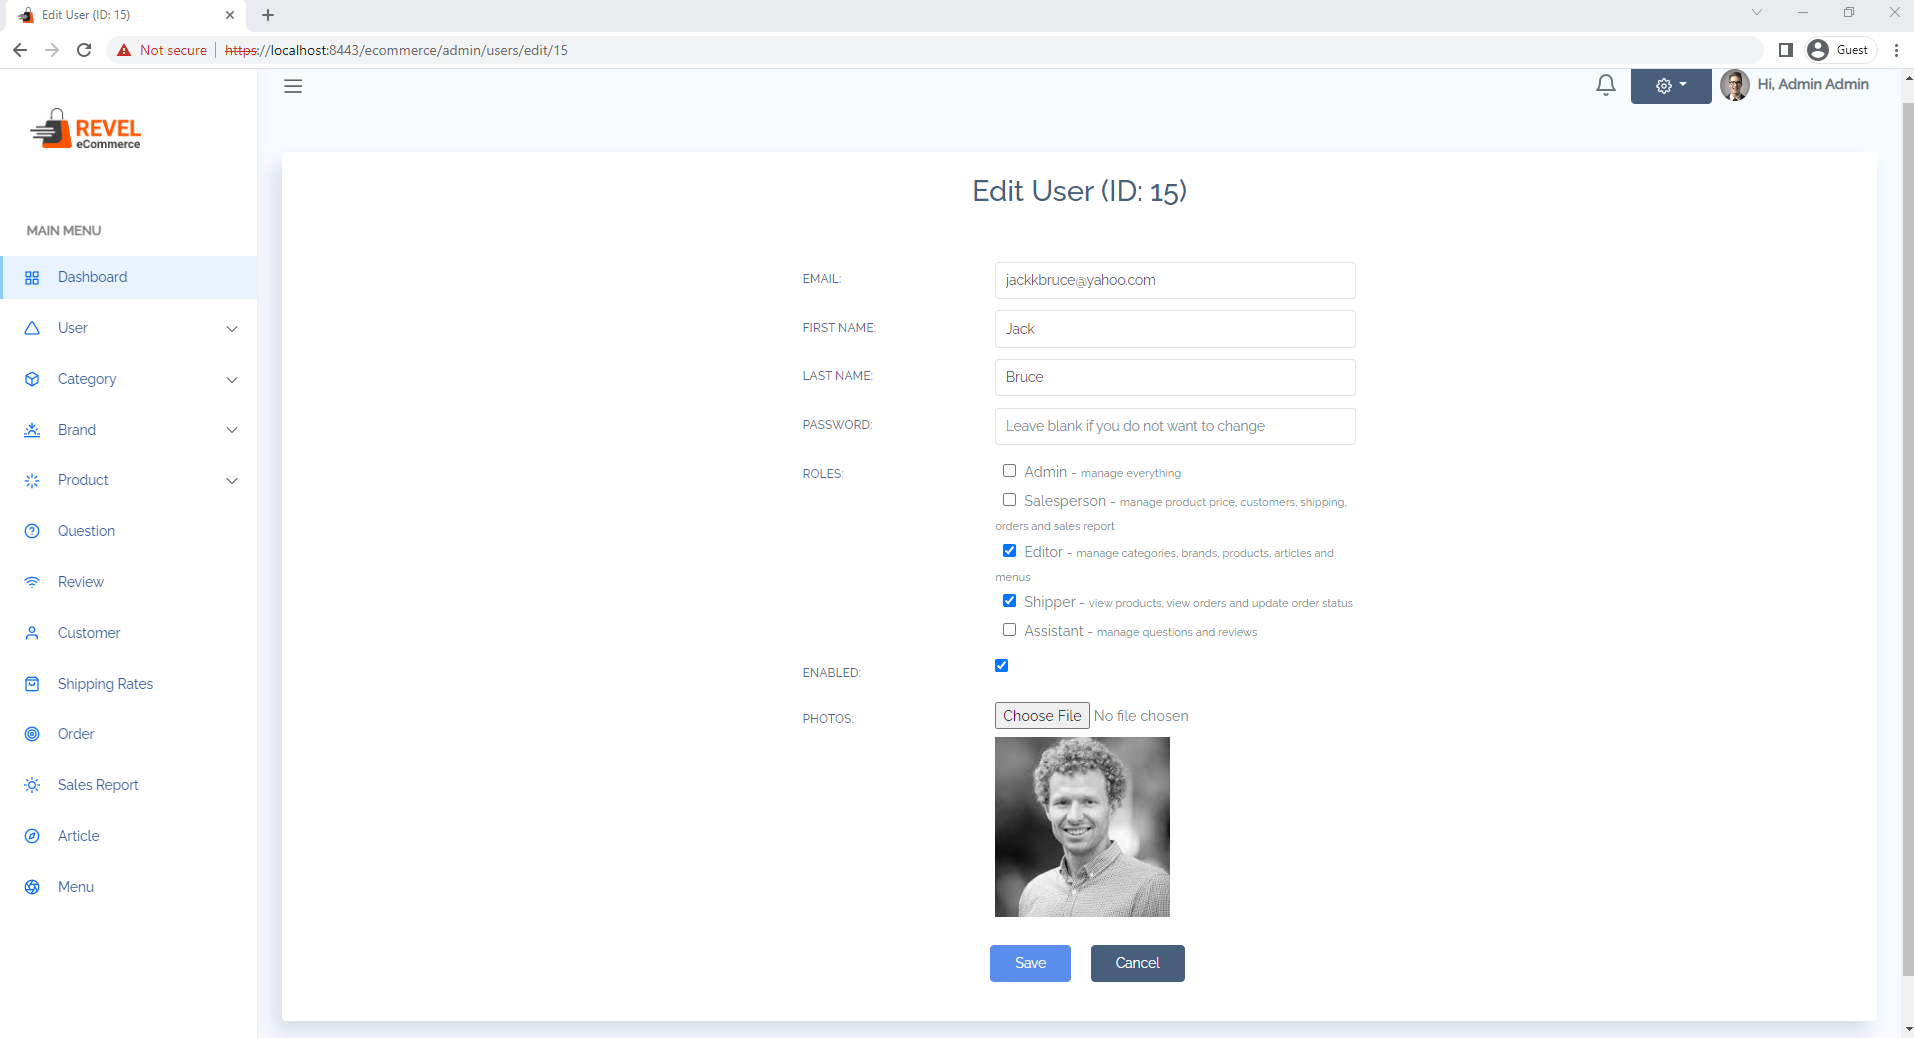 Edit User (ID: 15)
Not secure | https://localhost:8443/ecommerce/admin/users/edit/15
Guest
REVEL
eCommerce
Hi, Admin Admin
MAIN MENU
Dashboard
User
Category
Brand
Product
Question
Review
Customer
Shipping Rates
Order
Sales Report
Article
Menu
Edit User (ID: 15)
EMAIL: jackkbruce@yahoo.com
FIRST NAME: Jack
LAST NAME: Bruce
PASSWORD: Leave blank if you do not want to change
ROLES: Admin - manage everything
Salesperson - manage product price, customers, shipping,
orders and sales report
Editor - manage categories, brands, products, articles and
menus
Shipper - view products, view orders and update order status
Assistant - manage questions and reviews
ENABLED:
PHOTOS: Choose File No file chosen
Save Cancel